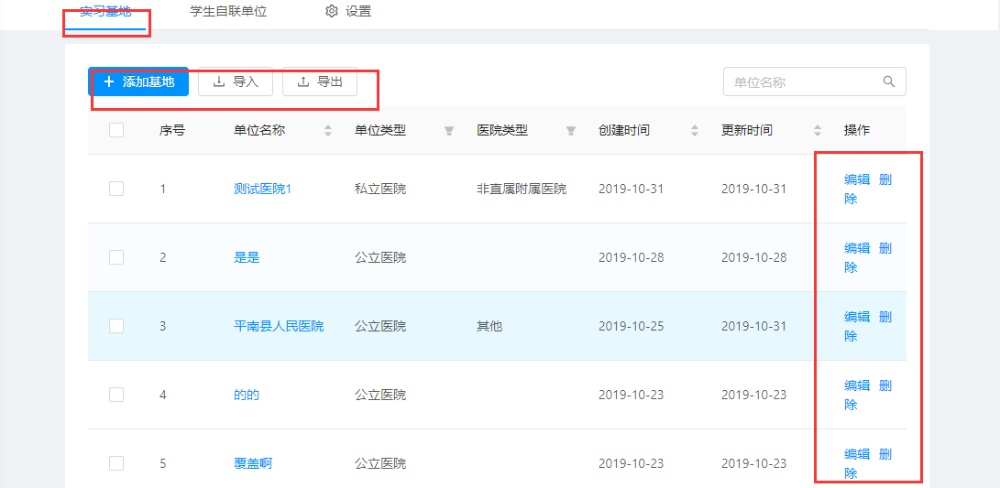 实习基地 学生自联单位 设置
添加基地 导入 导出 单位名称
序号 单位名称 单位类型 医院类型 创建时间 更新时间 操作
1 测试医院1 私立医院 非直属附属医院 2019-10-31 2019-10-31 编辑 删
除
2 是是 公立医院 2019-10-28 2019-10-28 编辑 删
除
3 平南县人民医院 公立医院 其他 2019-10-25 2019-10-31 编辑 删
除
4 的的 公立医院 2019-10-23 2019-10-23 编辑 删
除
5 覆盖啊 公立医院 2019-10-23 2019-10-23 编辑 删
除